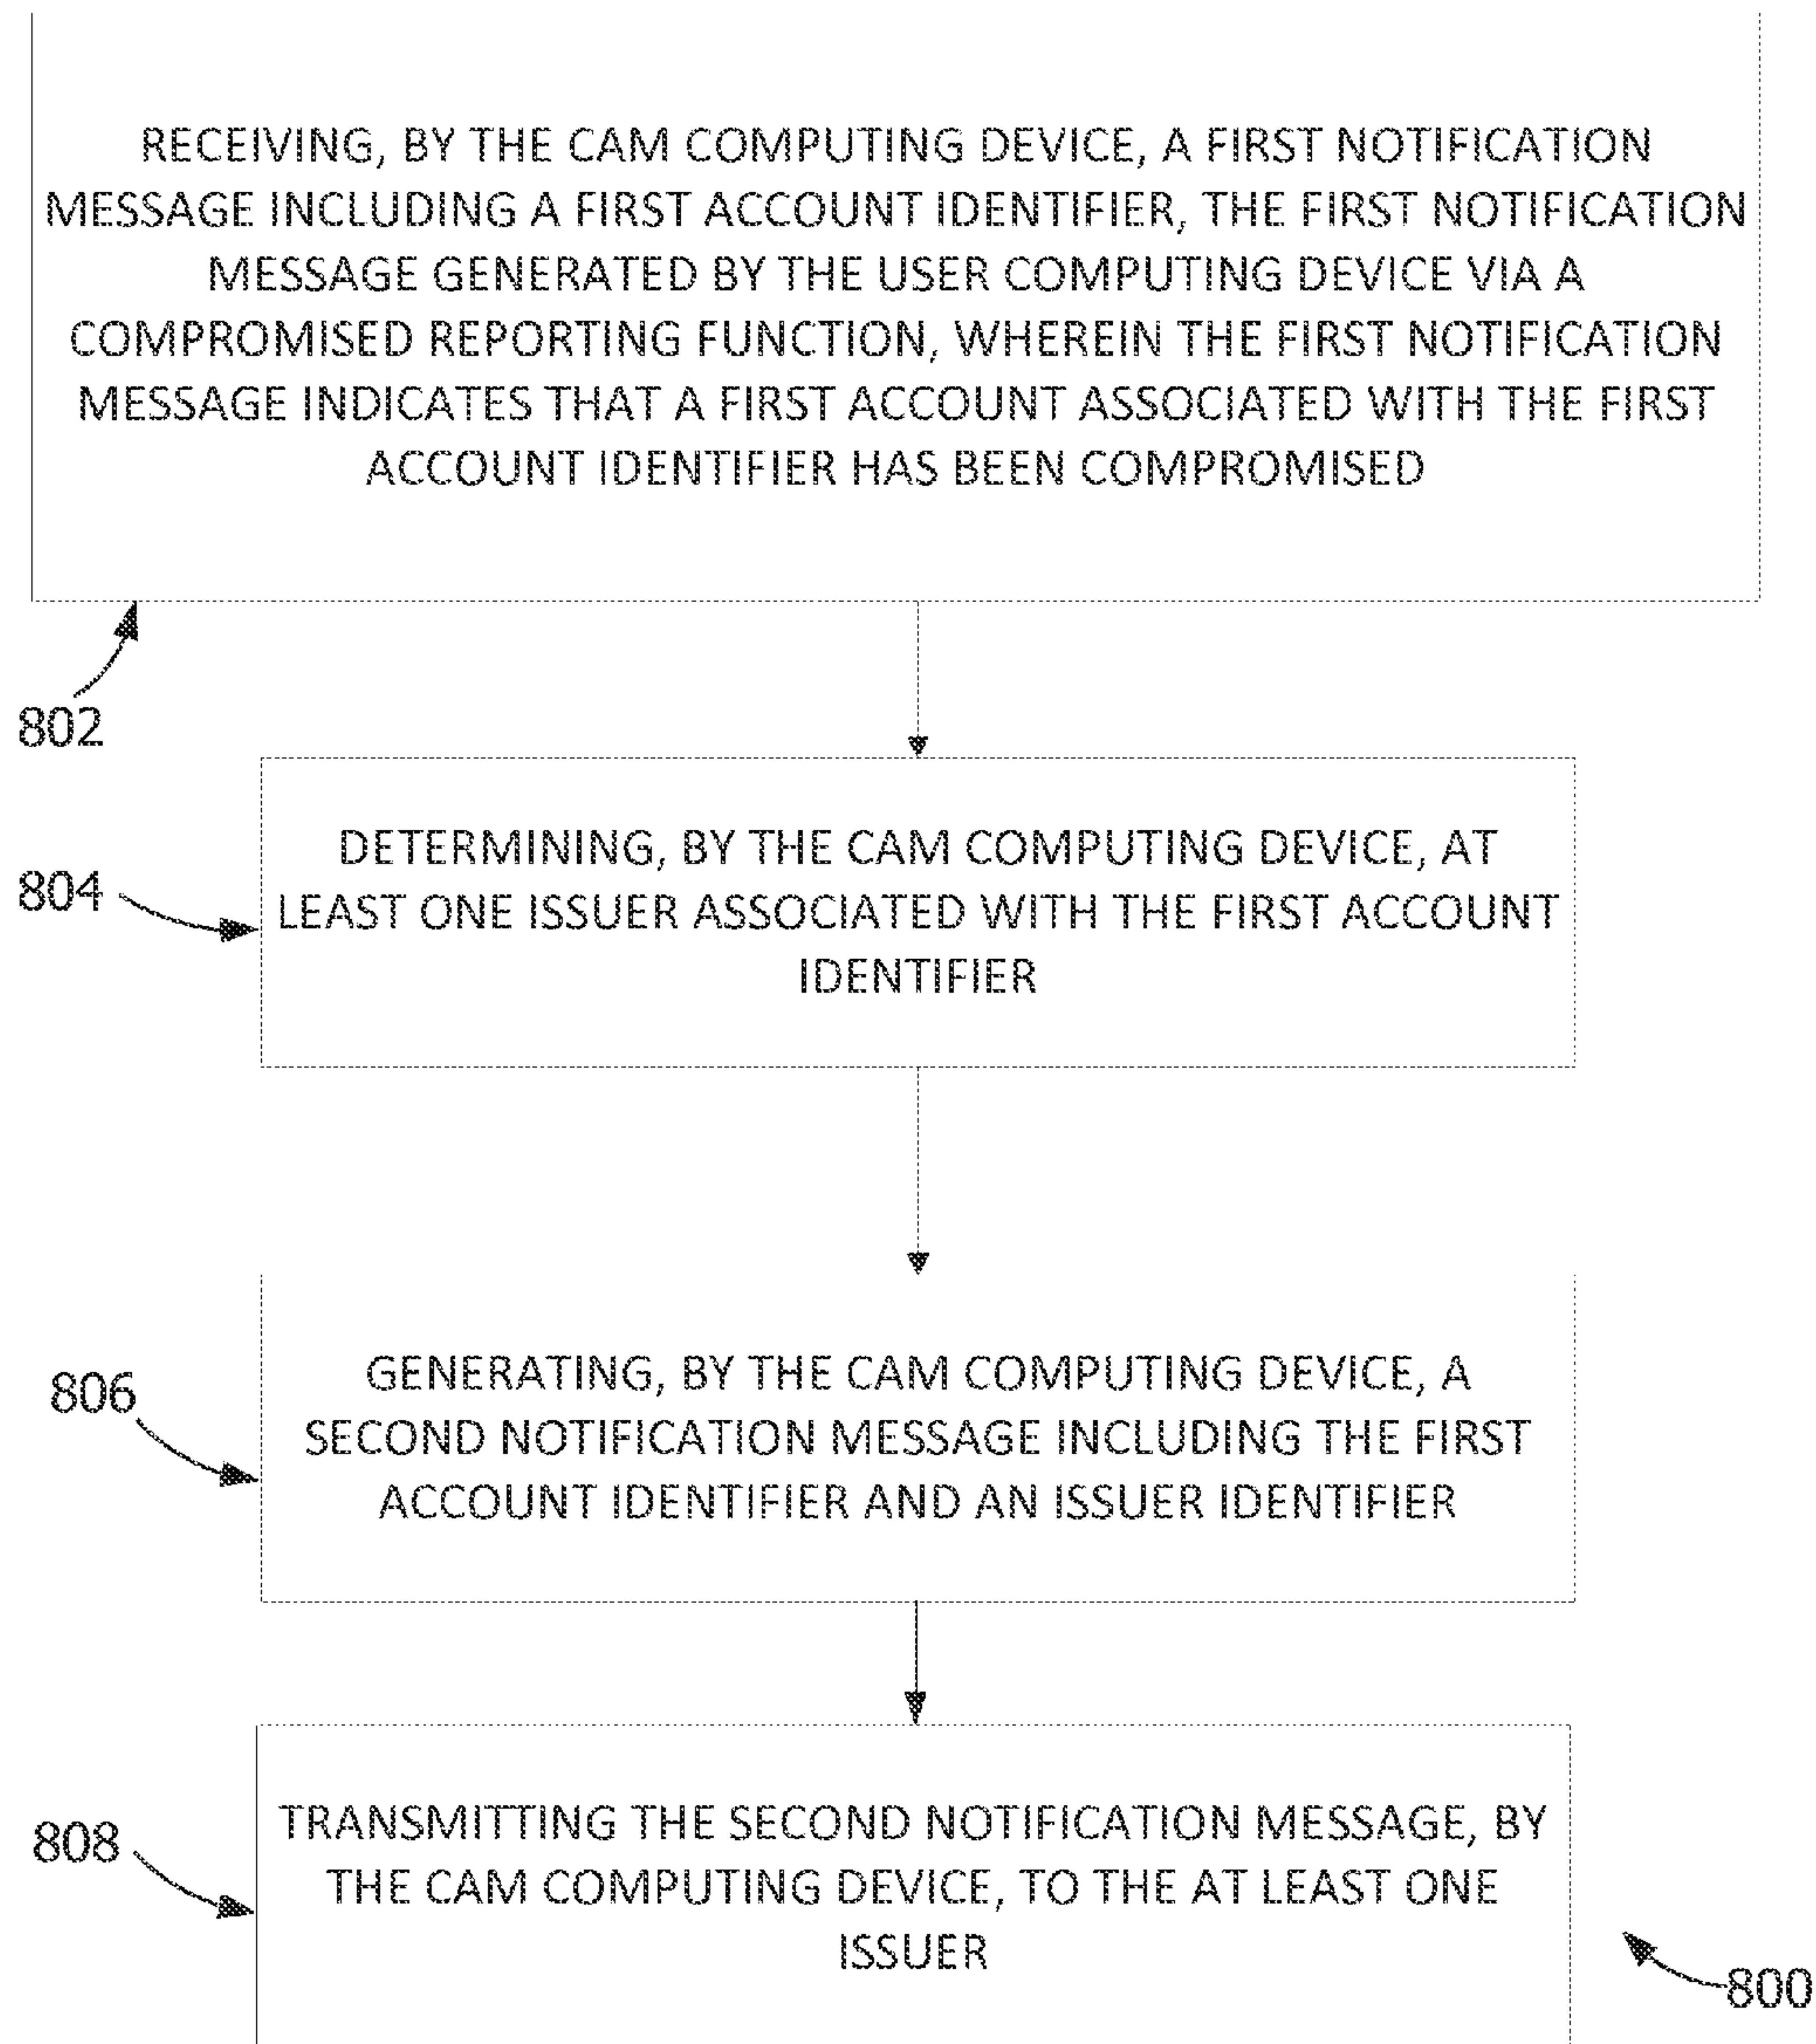 RECEIVING, BY THE CAM COMPUTING DEVICE, A FIRST NOTIFICATION
MESSAGE INCLUDING A FIRST ACCOUNT IDENTIFIER, THE FIRST NOTIFICATION
MESSAGE GENERATED BY THE USER COMPUTING DEVICE VIA A
COMPROMISED REPORTING FUNCTION, WHEREIN THE FIRST NOTIFICATION
MESSAGE INDICATES THAT A FIRST ACCOUNT ASSOCIATED WITH THE FIRST
ACCOUNT IDENTIFIER HAS BEEN COMPROMISED
802
DETERMINING, BY THE CAM COMPUTING DEVICE, AT
LEAST ONE ISSUER ASSOCIATED WITH THE FIRST ACCOUNT
IDENTIFIER
804
GENERATING, BY THE CAM COMPUTING DEVICE, A
SECOND NOTIFICATION MESSAGE INCLUDING THE FIRST
ACCOUNT IDENTIFIER AND AN ISSUER IDENTIFIER
806
TRANSMITTING THE SECOND NOTIFICATION MESSAGE, BY
THE CAM COMPUTING DEVICE, TO THE AT LEAST ONE
ISSUER
808
800